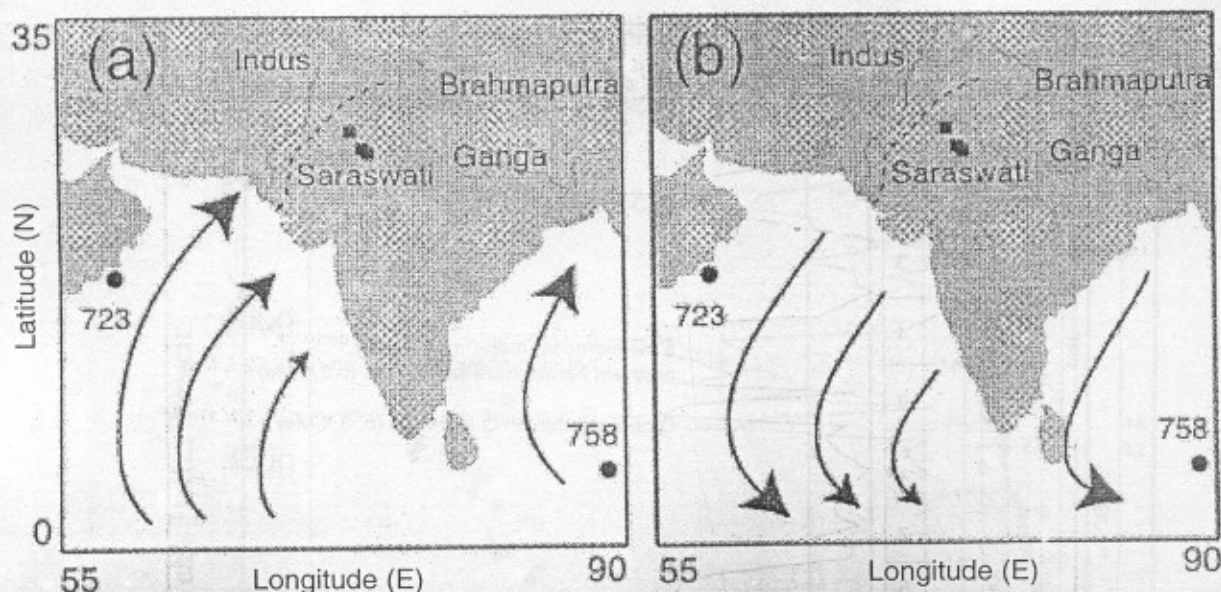 35
(a)
Indus
Brahmaputra
Ganga
Saraswati
723
758
Latitude (N)
0
55
Longitude (E)
90
(b)
Indus
Brahmaputra
Ganga
Saraswati
723
758
55
Longitude (E)
90